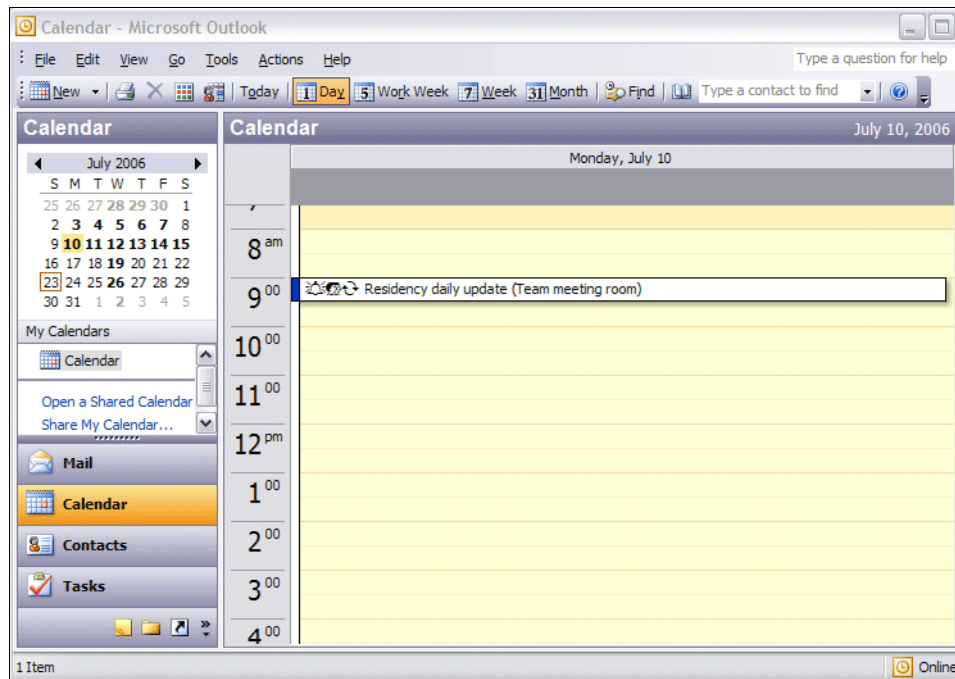 Calendar - Microsoft Outlook
File Edit View Go Tools Actions Help Type a question for help
New Today 1 Day 5 Work Week 7 Week 31 Month Find Type a contact to find
Calendar
July 2006
S M T W T F S
25 26 27 28 29 30 1
2 3 4 5 6 7 8
9 10 11 12 13 14 15
16 17 18 19 20 21 22
23 24 25 26 27 28 29
30 31 1 2 3 4 5
My Calendars
Calendar
Open a Shared Calendar
Share My Calendar...
Mail
Calendar
Contacts
Tasks
Calendar July 10, 2006
Monday, July 10
8 am
9 00 Residency daily update (Team meeting room)
10 00
11 00
12 pm
1 00
2 00
3 00
4 00
1 Item Online